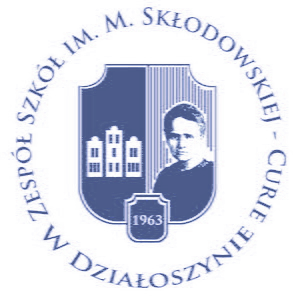 ZESPÓŁ SZKÓŁ IM. M. SKŁODOWSKIEJ - CURIE W DZIAŁOSZYNIE
1963